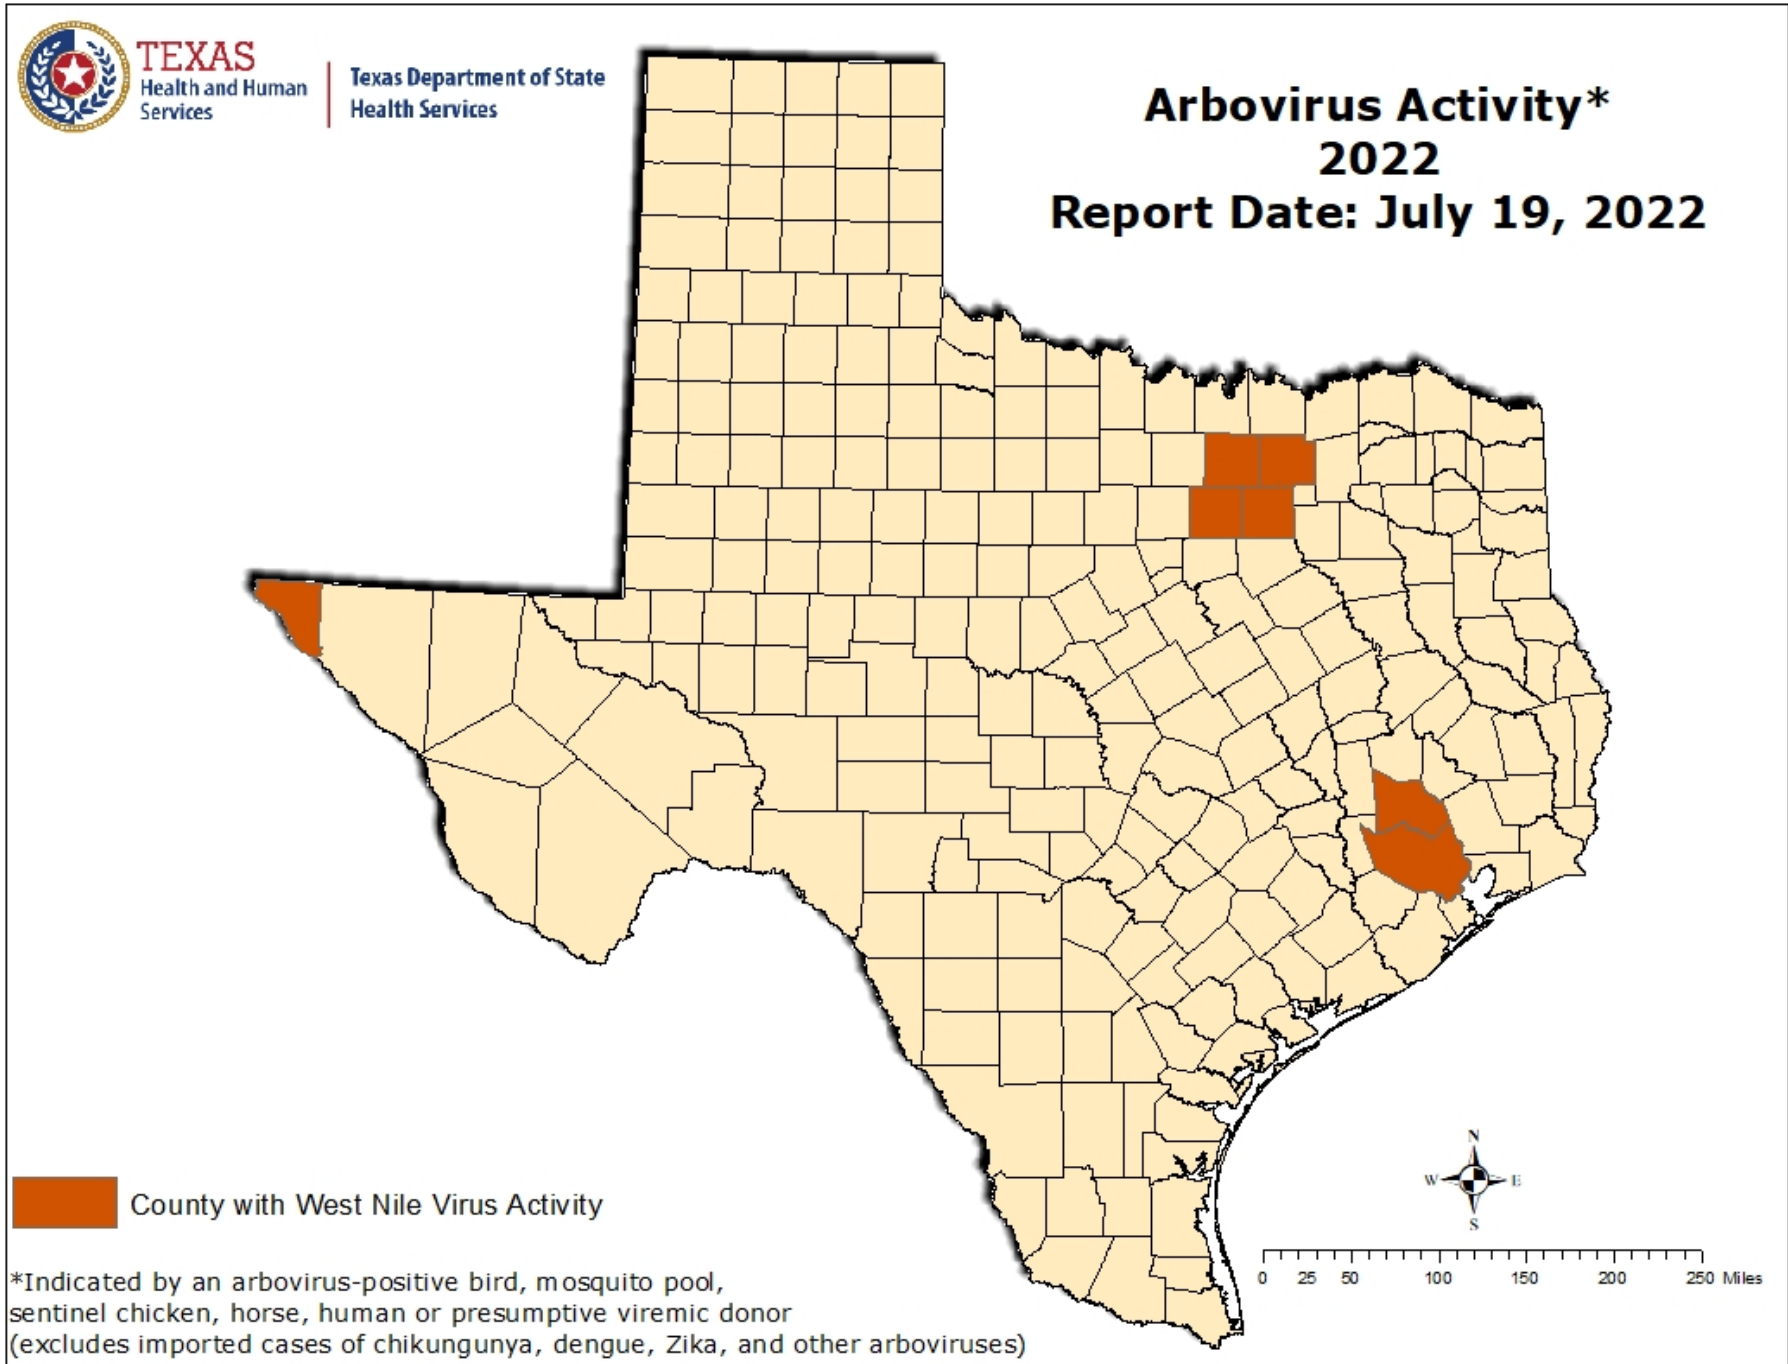 TEXAS
Health and Human
Services
Texas Department of State
Health Services
Arbovirus Activity*
2022
Report Date: July 19, 2022
County with West Nile Virus Activity
*Indicated by an arbovirus-positive bird, mosquito pool,
sentinel chicken, horse, human or presumptive viremic donor
(excludes imported cases of chikungunya, dengue, Zika, and other arboviruses)
N
W E
S
0 25 50 100 150 200 250 Miles